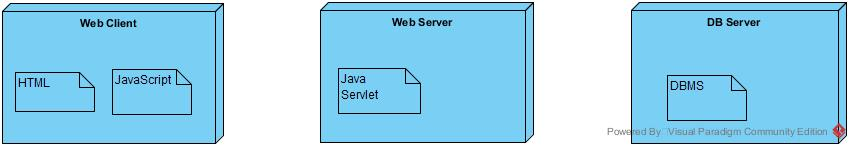 Web Client
Web Server
DB Server
HTML
JavaScript
Java
Servlet
DBMS
Powered By Visual Paradigm Community Edition